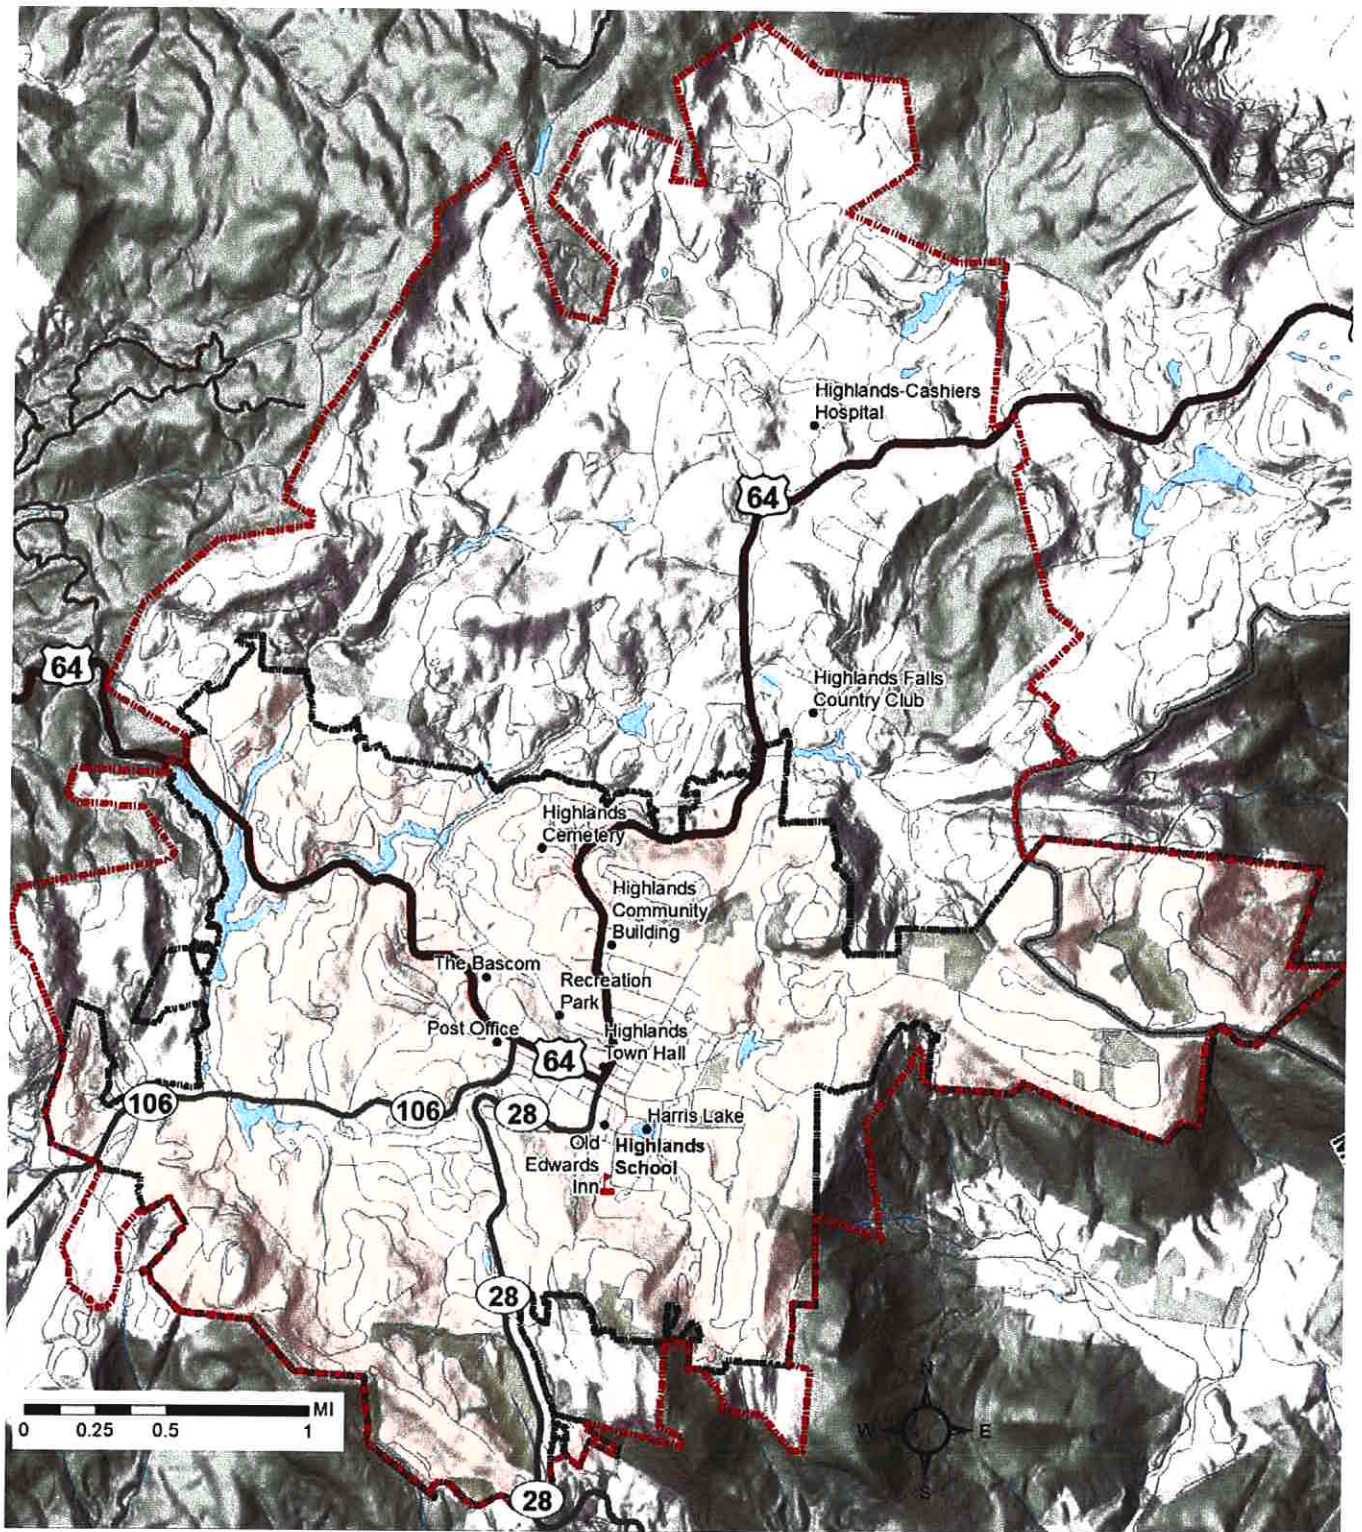 Highlands-Cashiers
Hospital
64
64
Highlands Falls
Country Club
Highlands
Cemetery
Highlands
Community
Building
The Bascom
Recreation
Park
Post Office
Highlands
Town Hall
64
106
106
28
Harris Lake
Old
Edwards
Inn
Highlands
School
28
N
W
E
S
MI
0
0.25
0.5
1
28